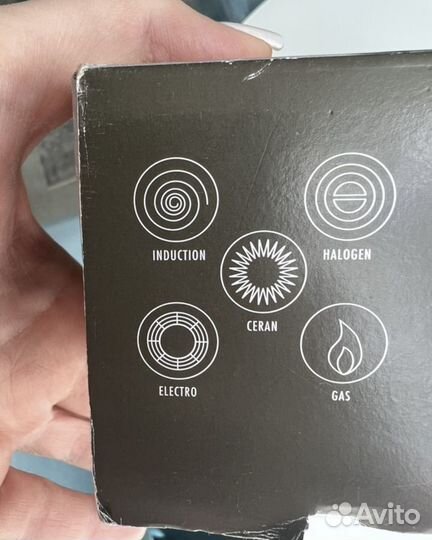 INDUCTION
HALOGEN
CERAN
ELECTRO
GAS
Avito